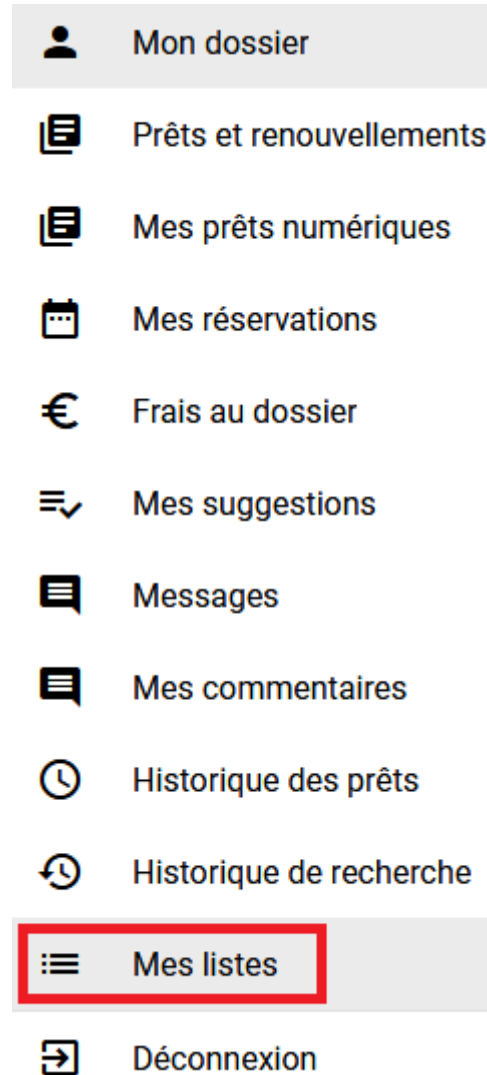 Mon dossier
Prêts et renouvellements
Mes prêts numériques
Mes réservations
Frais au dossier
Mes suggestions
Messages
Mes commentaires
Historique des prêts
Historique de recherche
Mes listes
Déconnexion